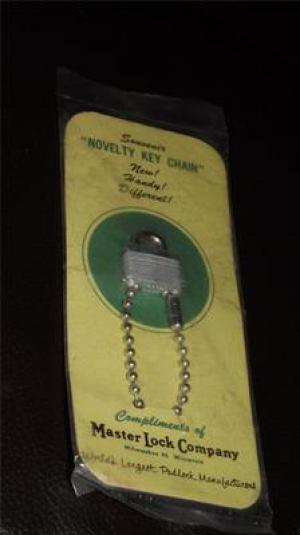 Souvenir
"NOVELTY KEY CHAIN"
New!
Handy!
Different!
Compliments of
Master Lock Company
Milwaukee 45, Wisconsin
World's Largest Padlock Manufacturers